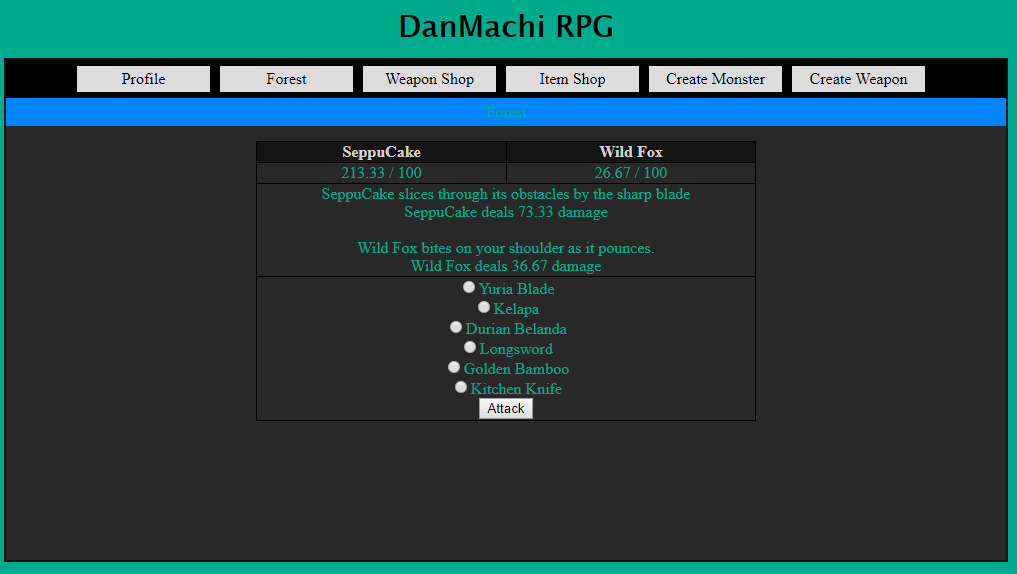 DanMachi RPG
Profile Forest Weapon Shop Item Shop Create Monster Create Weapon
Forest
SeppuCake Wild Fox
213.33 / 100 26.67 / 100
SeppuCake slices through its obstacles by the sharp blade
SeppuCake deals 73.33 damage
Wild Fox bites on your shoulder as it pounces.
Wild Fox deals 36.67 damage
Yuria Blade
Kelapa
Durian Belanda
Longsword
Golden Bamboo
Kitchen Knife
Attack